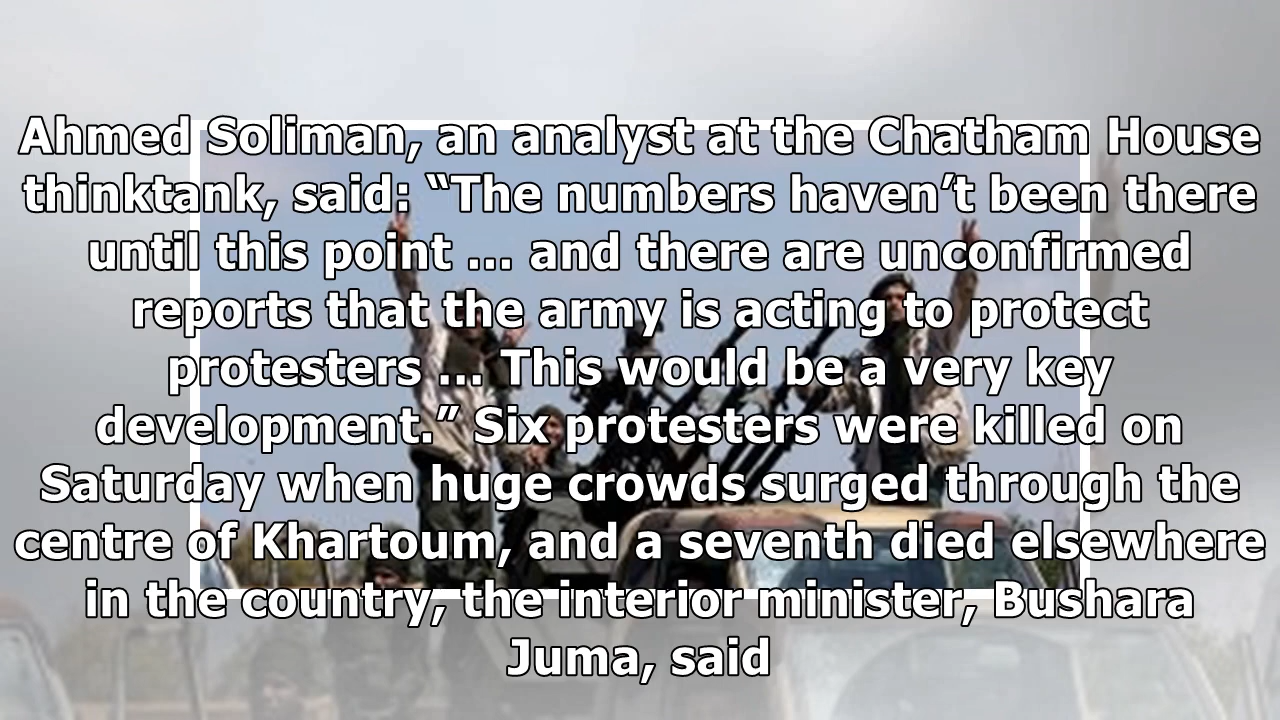 Ahmed Soliman, an analyst at the Chatham House
thinktank, said: “The numbers haven’t been there
until this point ... and there are unconfirmed
reports that the army is acting to protect
protesters ... This would be a very key
development.” Six protesters were killed on
Saturday when huge crowds surged through the
centre of Khartoum, and a seventh died elsewhere
in the country, the interior minister, Bushara
Juma, said